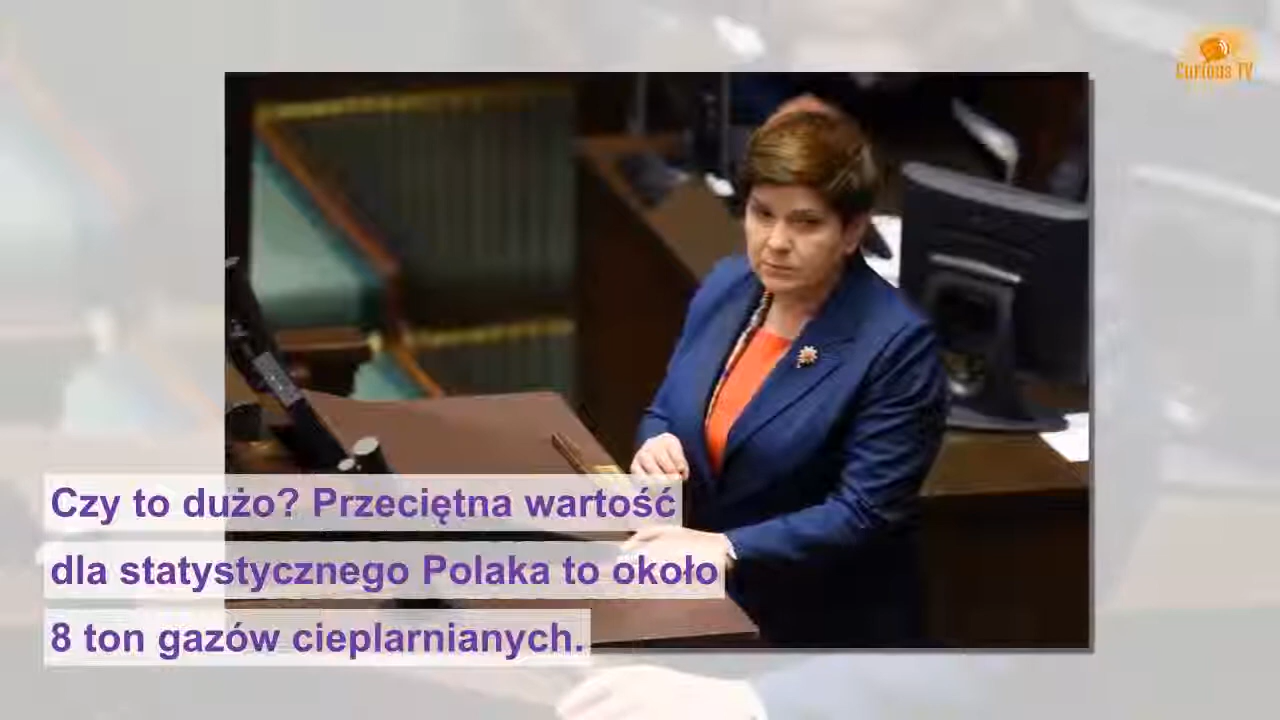 Curious TV
Czy to dużo? Przeciętna wartość
dla statystycznego Polaka to około
8 ton gazów cieplarnianych.